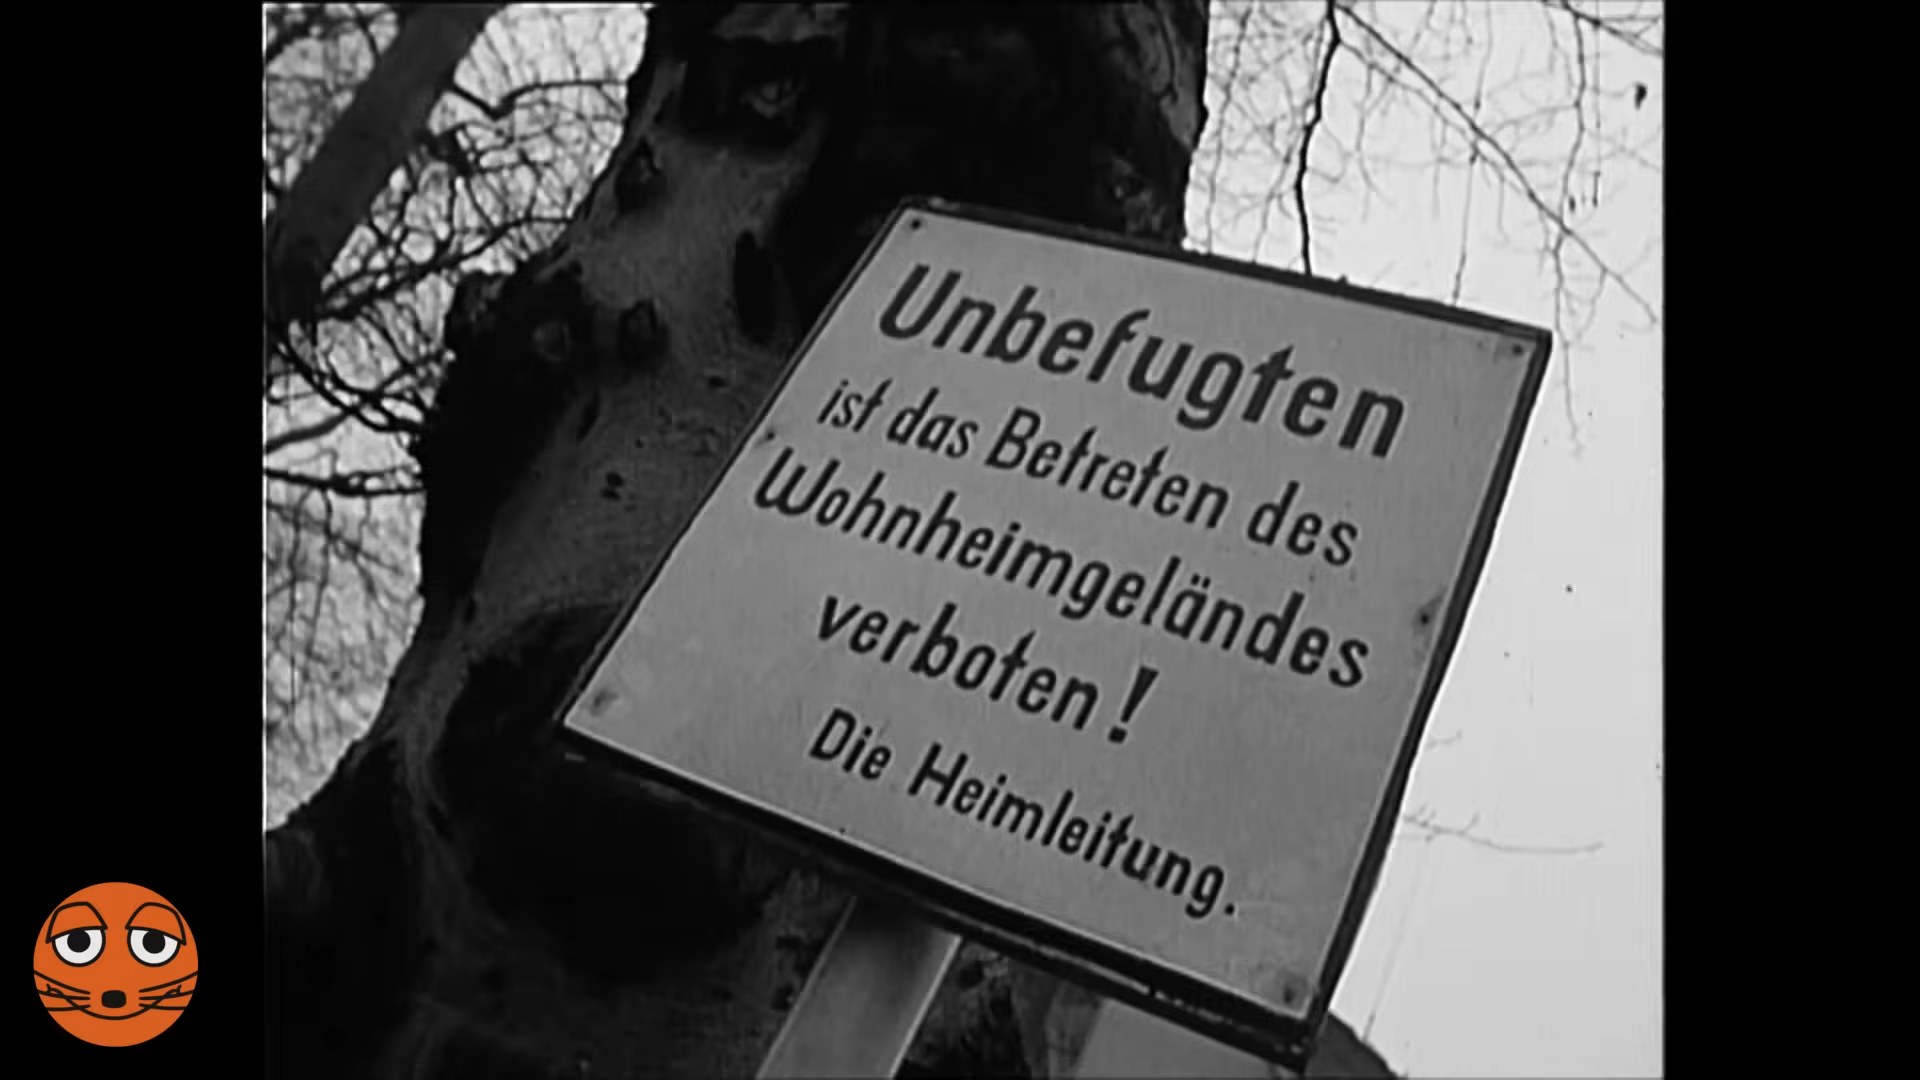 Unbefugten
ist das Betreten des
Wohnheimgeländes
verboten!
Die Heimleitung.